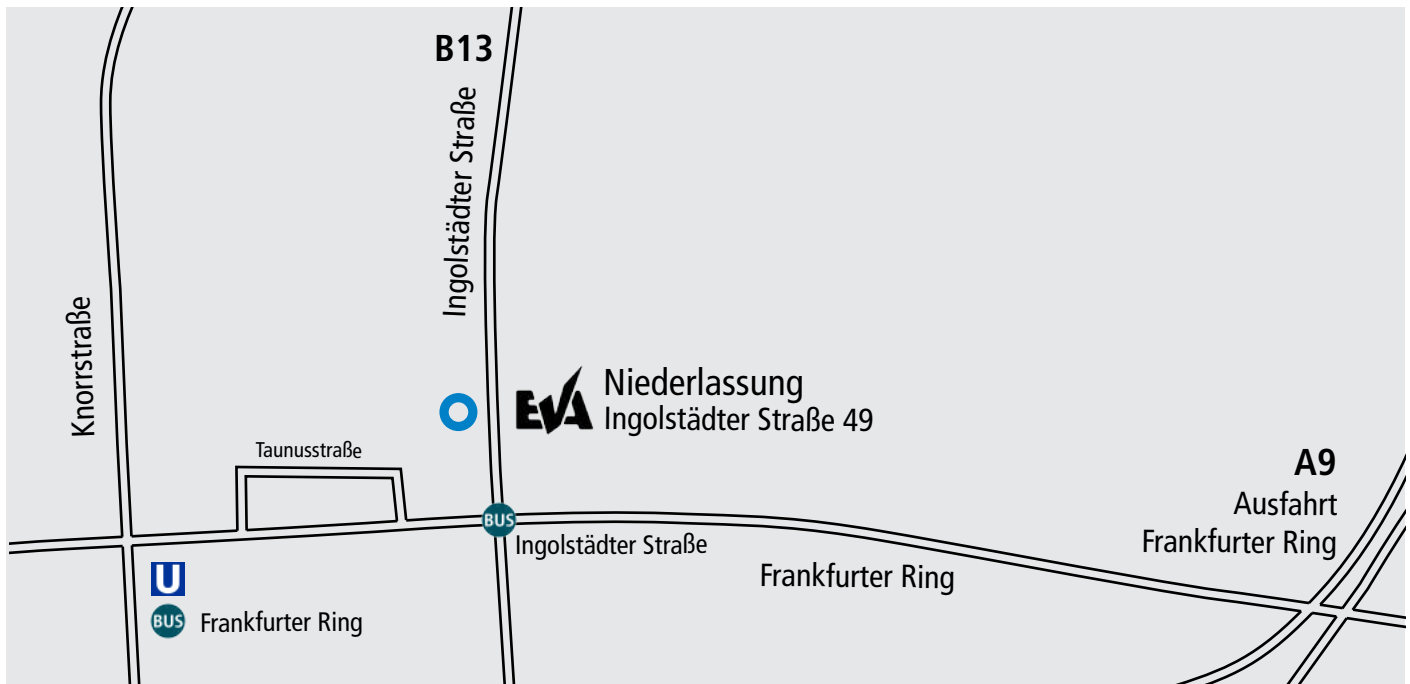 B13
Ingolstädter Straße
Knorrstraße
EVA
Niederlassung
Ingolstädter Straße 49
Taunusstraße
A9
Ausfahrt
Frankfurter Ring
BUS
Ingolstädter Straße
Frankfurter Ring
U
BUS Frankfurter Ring